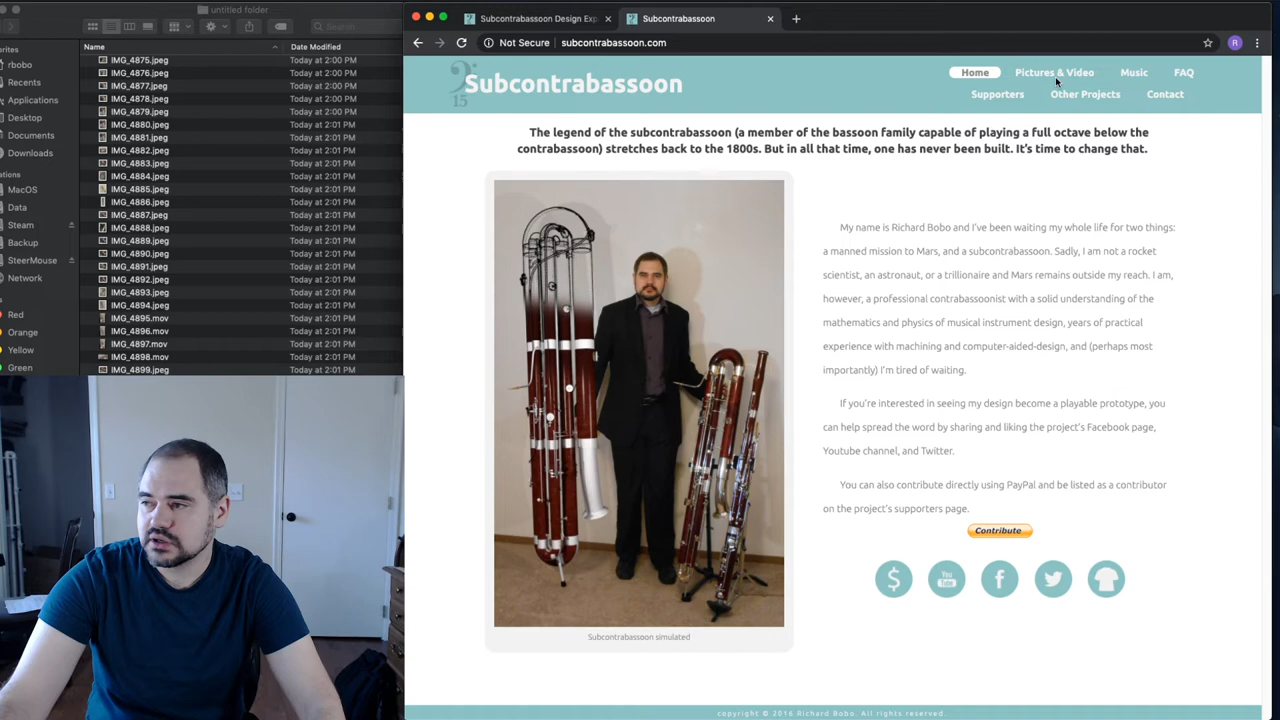 untitled folder
Search
Name Date Modified
IMG_4875.jpeg Today at 2:00 PM
IMG_4876.jpeg Today at 2:00 PM
IMG_4877.jpeg Today at 2:00 PM
IMG_4878.jpeg Today at 2:00 PM
IMG_4879.jpeg Today at 2:00 PM
IMG_4880.jpeg Today at 2:01 PM
IMG_4881.jpeg Today at 2:01 PM
IMG_4882.jpeg Today at 2:01 PM
IMG_4883.jpeg Today at 2:01 PM
IMG_4884.jpeg Today at 2:01 PM
IMG_4885.jpeg Today at 2:01 PM
IMG_4886.jpeg Today at 2:01 PM
IMG_4887.jpeg Today at 2:01 PM
IMG_4888.jpeg Today at 2:01 PM
IMG_4889.jpeg Today at 2:01 PM
IMG_4890.jpeg Today at 2:01 PM
IMG_4891.jpeg Today at 2:01 PM
IMG_4892.jpeg Today at 2:01 PM
IMG_4893.jpeg Today at 2:01 PM
IMG_4894.jpeg Today at 2:01 PM
IMG_4895.mov Today at 2:01 PM
IMG_4896.mov Today at 2:01 PM
IMG_4897.mov Today at 2:01 PM
IMG_4898.mov Today at 2:01 PM
IMG_4899.jpeg Today at 2:01 PM
orites
rbobo
Recents
Applications
Desktop
Documents
Downloads
ations
MacOS
Data
Steam
Backup
SteerMouse
Network
Red
Orange
Yellow
Green
Subcontrabassoon Design Exp
Subcontrabassoon
Not Secure subcontrabassoon.com
R
15
Subcontrabassoon
Home Pictures & Video Music FAQ
Supporters Other Projects Contact
The legend of the subcontrabassoon (a member of the bassoon family capable of playing a full octave below the
contrabassoon) stretches back to the 1800s. But in all that time, one has never been built. It's time to change that.
Subcontrabassoon simulated
My name is Richard Bobo and I've been waiting my whole life for two things:
a manned mission to Mars, and a subcontrabassoon. Sadly, I am not a rocket
scientist, an astronaut, or a trillionaire and Mars remains outside my reach. I am,
however, a professional contrabassoonist with a solid understanding of the
mathematics and physics of musical instrument design, years of practical
experience with machining and computer-aided-design, and (perhaps most
importantly) I'm tired of waiting.
If you're interested in seeing my design become a playable prototype, you
can help spread the word by sharing and liking the project's Facebook page,
Youtube channel, and Twitter.
You can also contribute directly using PayPal and be listed as a contributor
on the project's supporters page.
Contribute
$ You Tube f
copyright © 2016 Richard Bobo. All rights reserved.